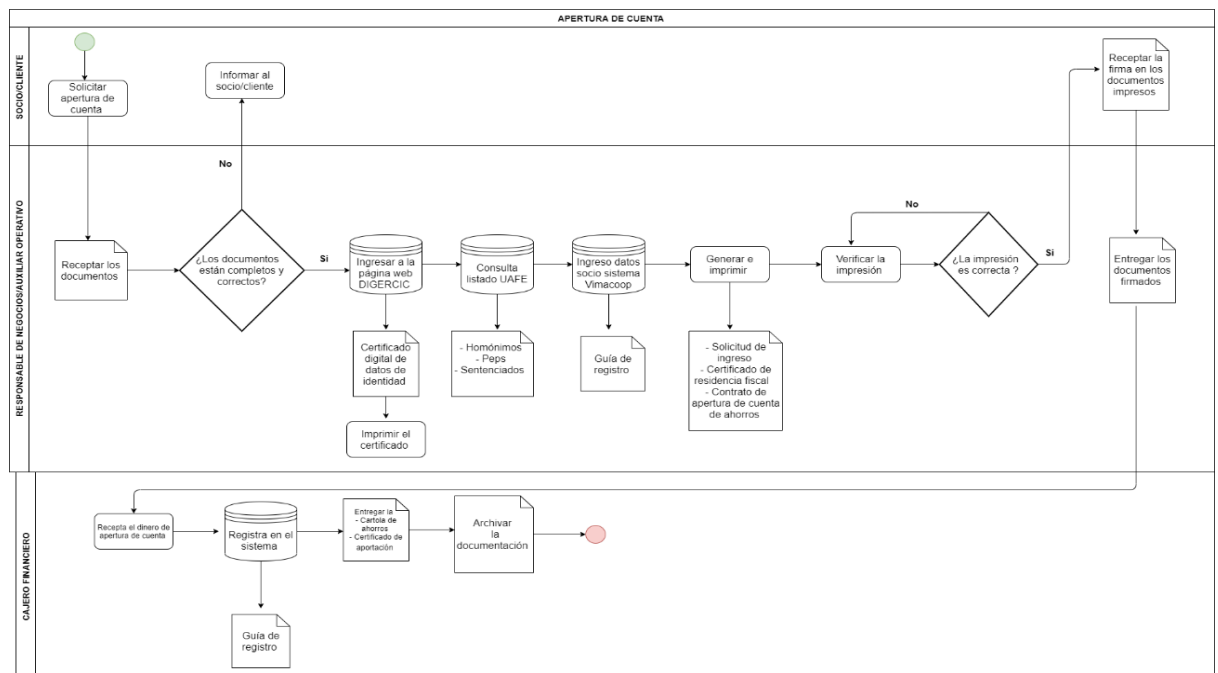 APERTURA DE CUENTA
SOCIO/CLIENTE
Solicitar
apertura de
cuenta
Informar al
socio/cliente
Receptar la
firma en los
documentos
impresos
RESPONSABLE DE NEGOCIOS/AUXILIAR OPERATIVO
Receptar los
documentos
No
¿Los documentos
están completos y
correctos?
Si
Ingresar a la
página web
DIGERCIC
Certificado
digital de
datos de
identidad
Imprimir el
certificado
Consulta
listado UAFE
- Homónimos
- Peps
- Sentenciados
Ingreso datos
socio sistema
Vimacoop
Guía de
registro
Generar e
imprimir
- Solicitud de
ingreso
- Certificado de
residencia fiscal
- Contrato de
apertura de cuenta
de ahorros
Verificar la
impresión
No
¿La impresión
es correcta ?
Si
Entregar los
documentos
firmados
CAJERO FINANCIERO
Recepta el dinero de
apertura de cuenta
Registra en el
sistema
Guía de
registro
Entregar la
- Cartola de
ahorros
- Certificado de
aportación
Archivar
la
documentación